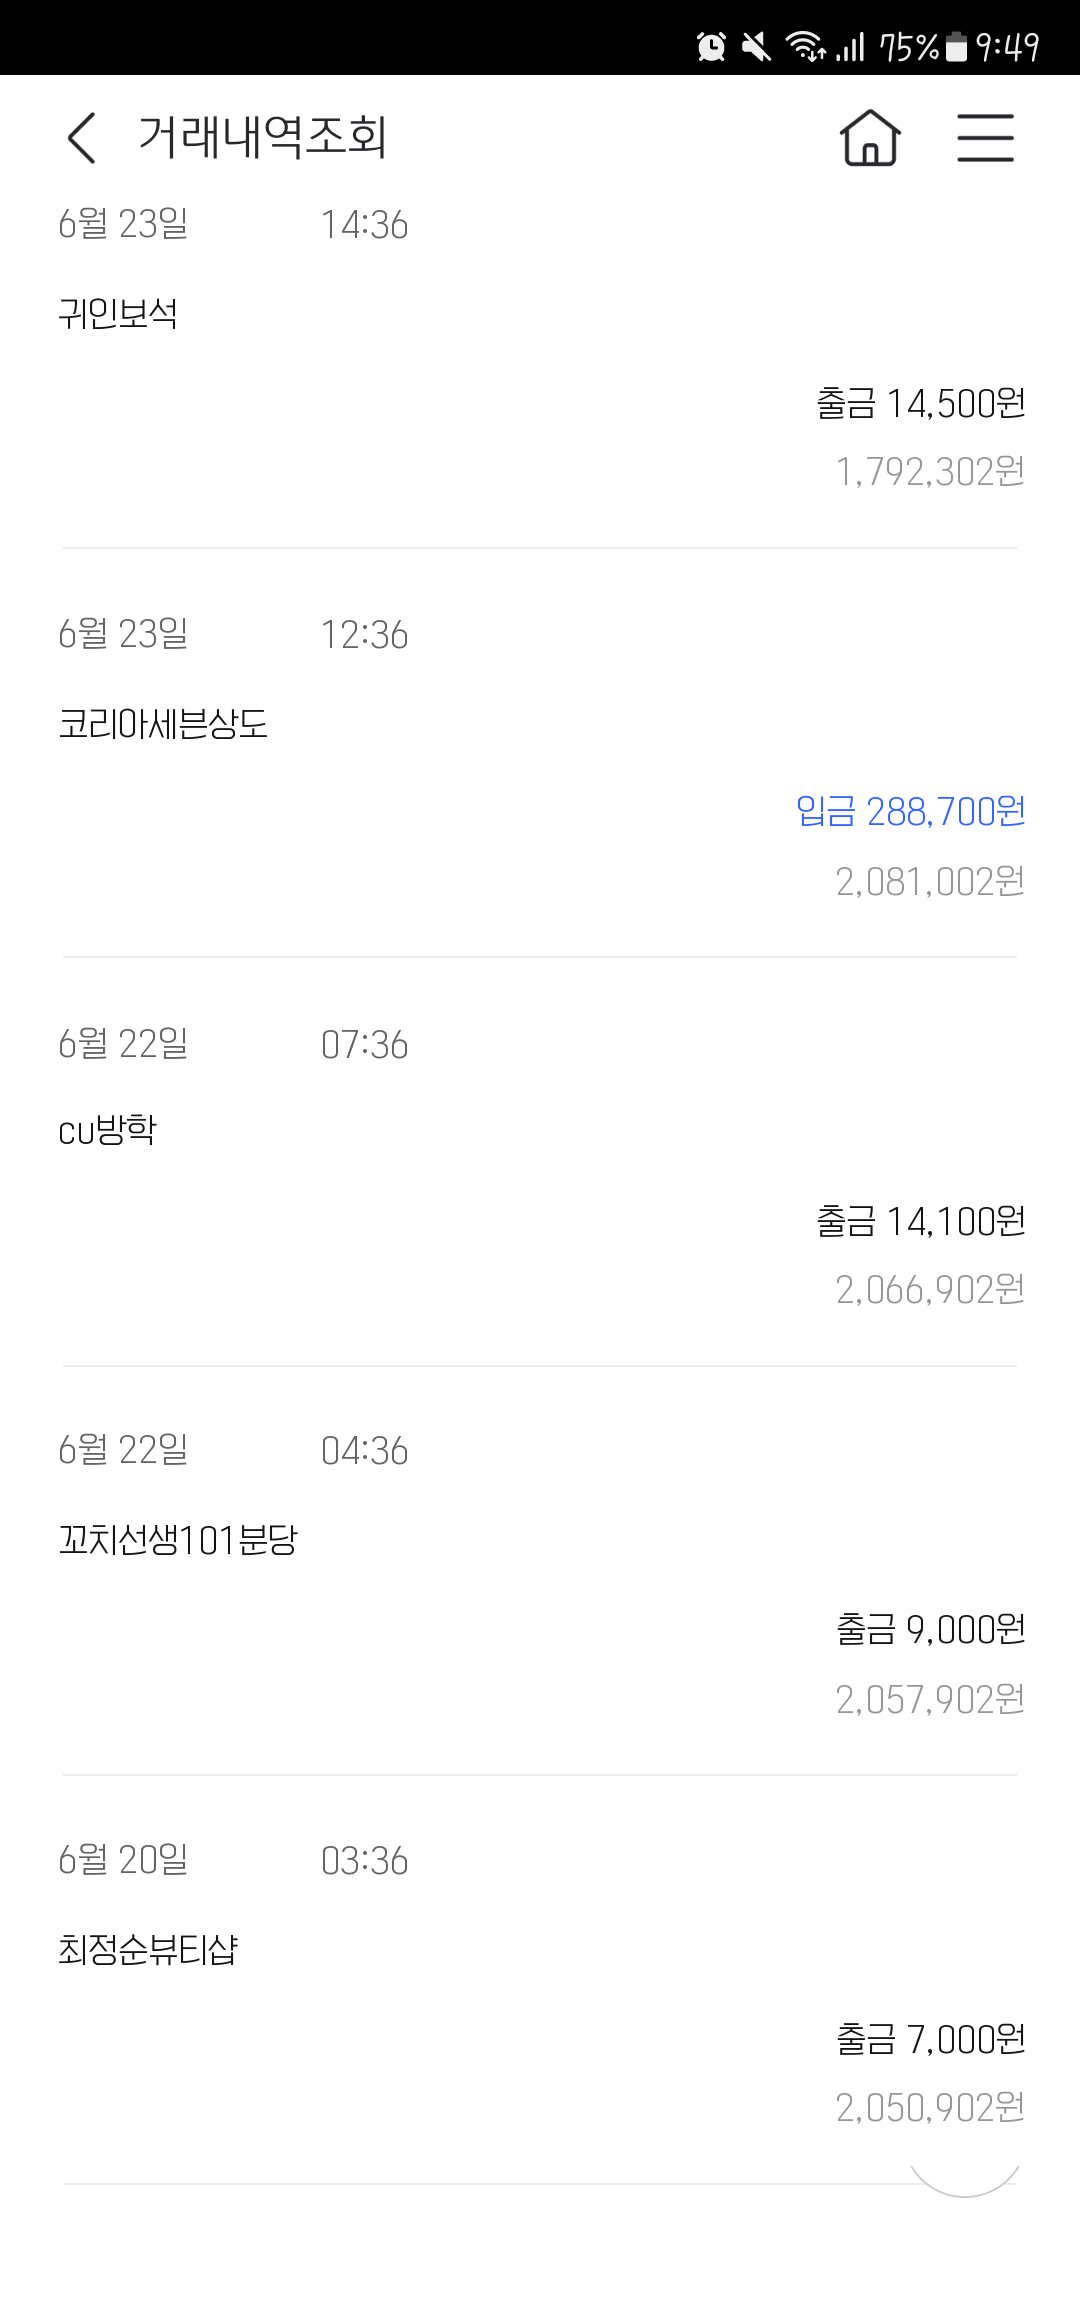 75% 9:49
거래내역조회
6월 23일 14:36
귀인보석
출금 14,500원
1,792,302원
6월 23일 12:36
코리아세븐상도
입금 288,700원
2,081,002원
6월 22일 07:36
cu방학
출금 14,100원
2,066,902원
6월 22일 04:36
꼬치선생101분당
출금 9,000원
2,057,902원
6월 20일 03:36
최정순뷰티샵
출금 7,000원
2,050,902원